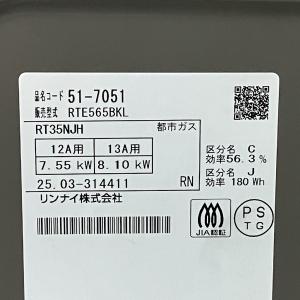 品名コード 51-7051
販売型式 RTE565BKL
RT35NJH 都市ガス
12A用 13A用
7.55 kW 8.10 kW
25.03-314411 RN
リンナイ株式会社
区分名 C
効率56.3%
区分名 J
効率 180 Wh
JIA認証
PS
TG